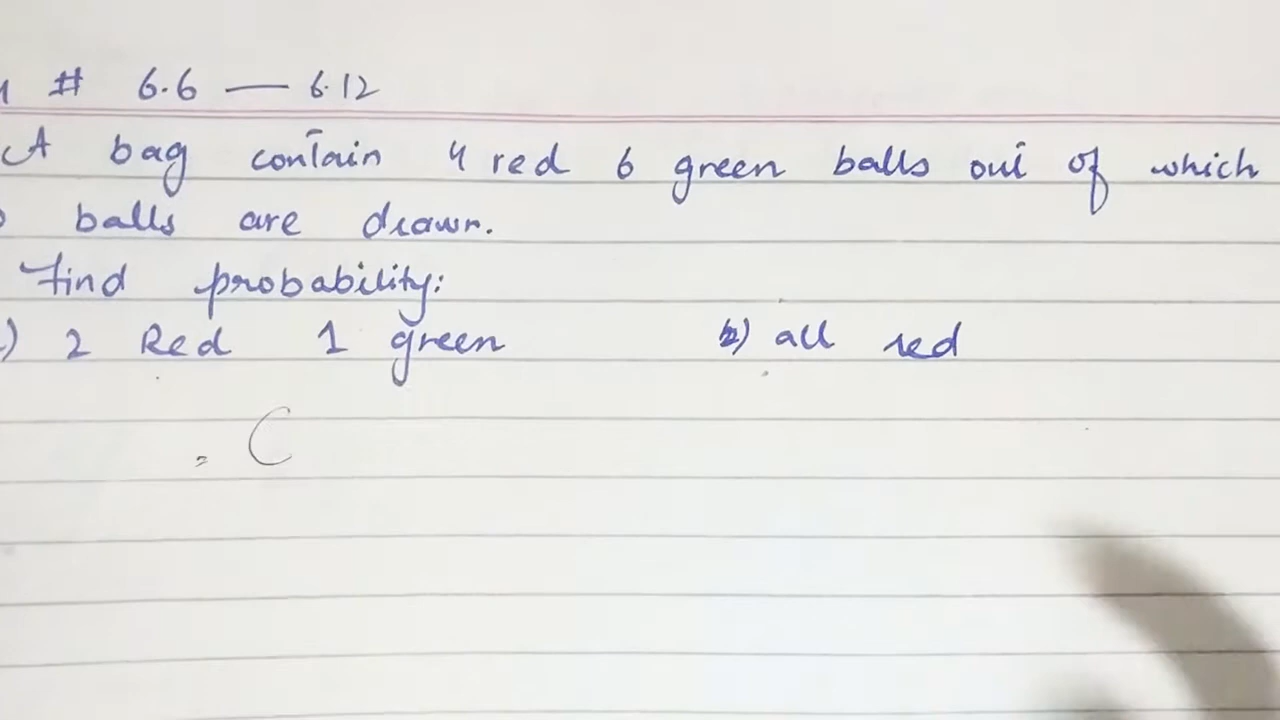 # 6.6 — 6.12
A bag contain 4 red 6 green balls out of which
balls are drawn.
find probability:
) 2 Red 1 green 2) all red
= C